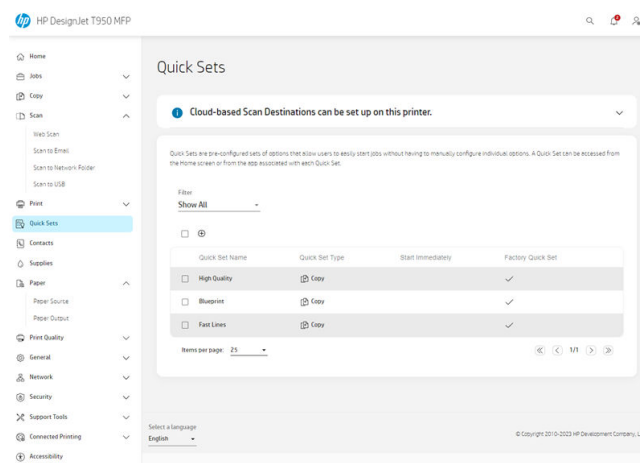 hp HP DesignJet T950 MFP
Home
Jobs
Copy
Scan
Web Scan
Scan to Email
Scan to Network Folder
Scan to USB
Print
Quick Sets
Contacts
Supplies
Paper
Paper Source
Paper Output
Print Quality
General
Network
Security
Support Tools
Connected Printing
Accessibility
Quick Sets
Cloud-based Scan Destinations can be set up on this printer.
Quick Sets are pre-configured sets of options that allow users to easily start jobs without having to manually configure individual options. A Quick Set can be accessed from
the Home screen or from the app associated with each Quick Set.
Filter
Show All
Quick Set Name Quick Set Type Start Immediately Factory Quick Set
High Quality Copy
Blueprint Copy
Fast Lines Copy
Items per page: 25 1/1
Select a language
English
© Copyright 2010-2023 HP Development Company, L